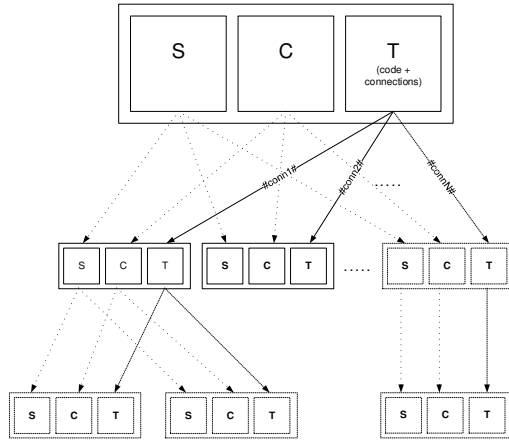 S C T
(code +
connections)
#conn1#
#conn2#
#connN#
.....
S C T
S C T
.....
S C T
S C T
S C T
S C T